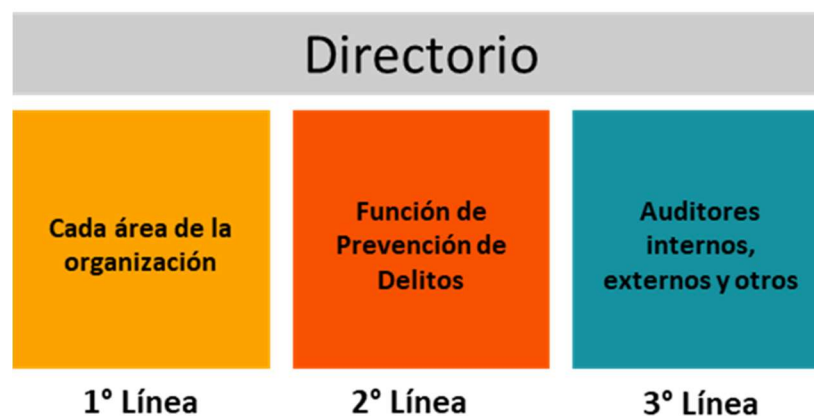 Directorio
Cada área de la
organización
Función de
Prevención de
Delitos
Auditores
internos,
externos y otros
1° Línea
2° Línea
3° Línea